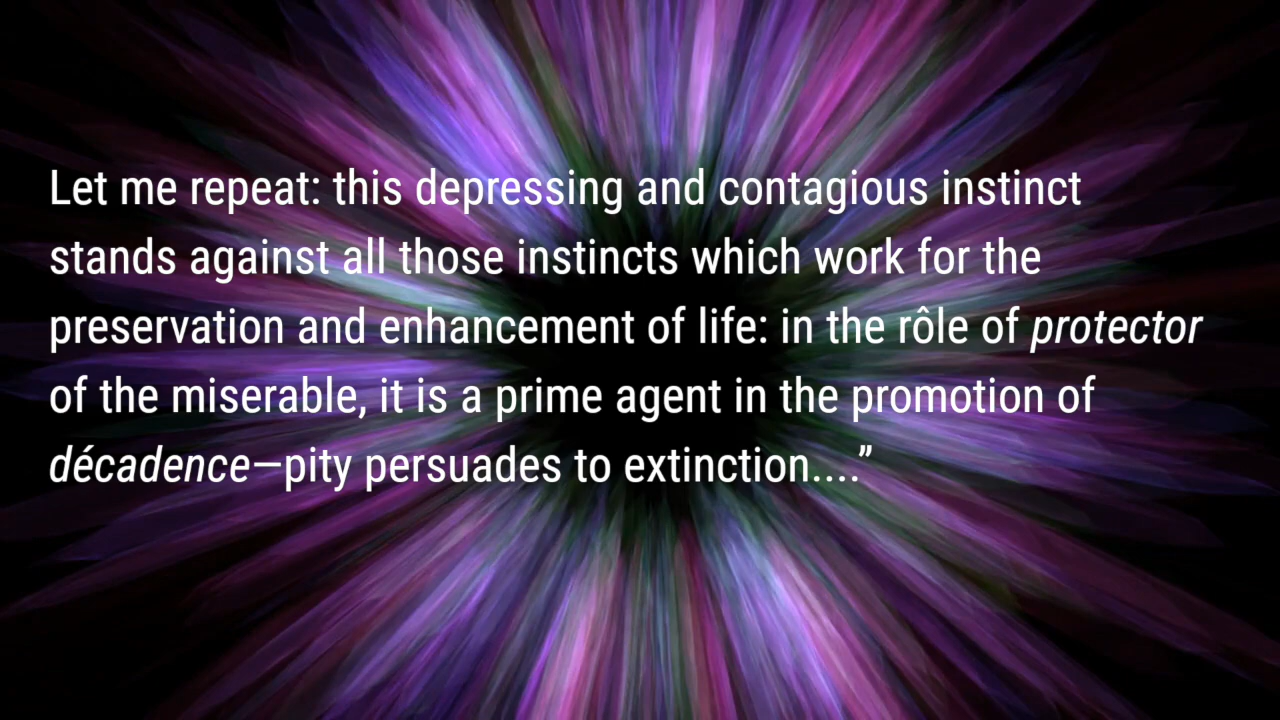 Let me repeat: this depressing and contagious instinct
stands against all those instincts which work for the
preservation and enhancement of life: in the rôle of protector
of the miserable, it is a prime agent in the promotion of
décadence—pity persuades to extinction....”